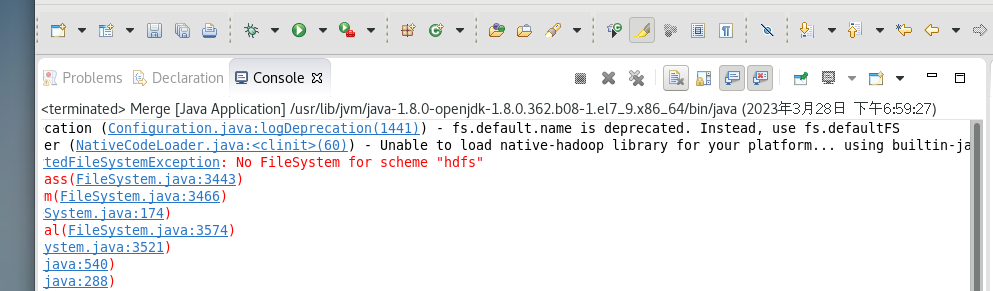 Problems Declaration Console
<terminated> Merge [Java Application] /usr/lib/jvm/java-1.8.0-openjdk-1.8.0.362.b08-1.el7_9.x86_64/bin/java (2023年3月28日 下午6:59:27)
cation (Configuration.java:logDeprecation(1441)) - fs.default.name is deprecated. Instead, use fs.defaultFS
er (NativeCodeLoader.java:<clinit>(60)) - Unable to load native-hadoop library for your platform... using builtin-ja
tedFileSystemException: No FileSystem for scheme "hdfs"
ass(FileSystem.java:3443)
m(FileSystem.java:3466)
System.java:174)
al(FileSystem.java:3574)
ystem.java:3521)
java:540)
java:288)